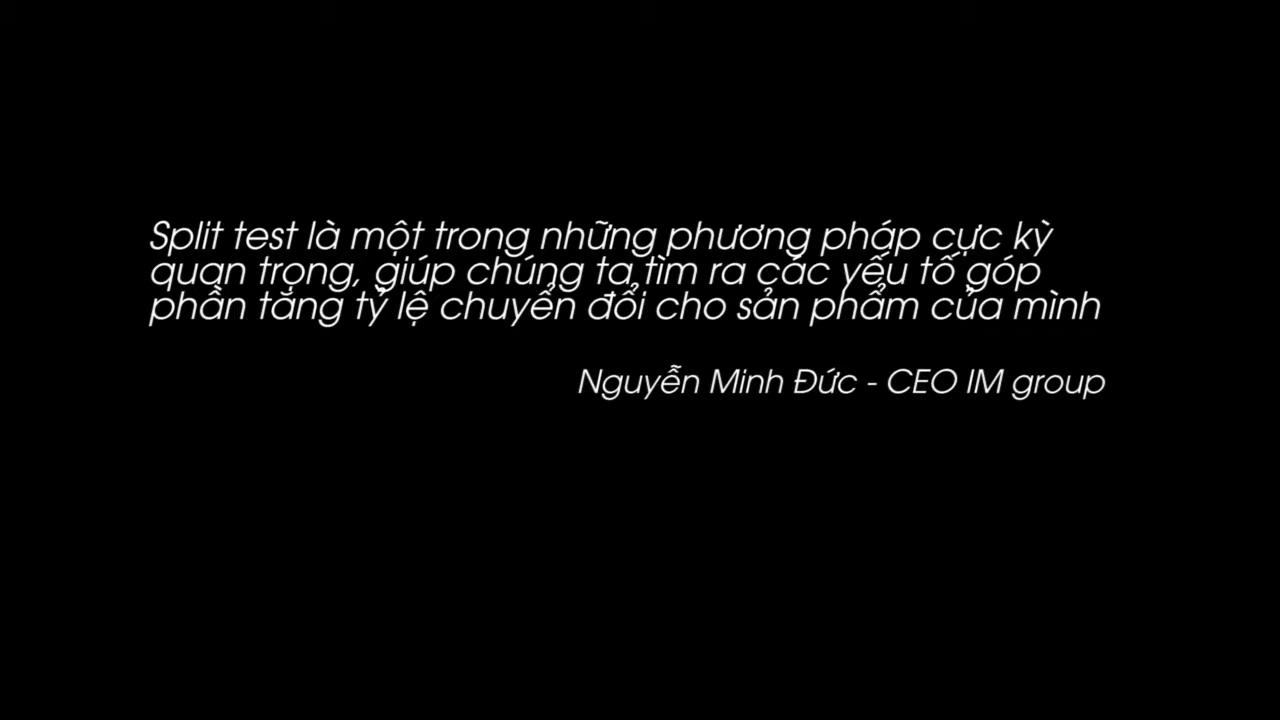 Split test là một trong những phương pháp cực kỳ
quan trọng, giúp chúng ta tìm ra các yếu tố góp
phần tăng tỷ lệ chuyển đổi cho sản phẩm của mình
Nguyễn Minh Đức - CEO IM group